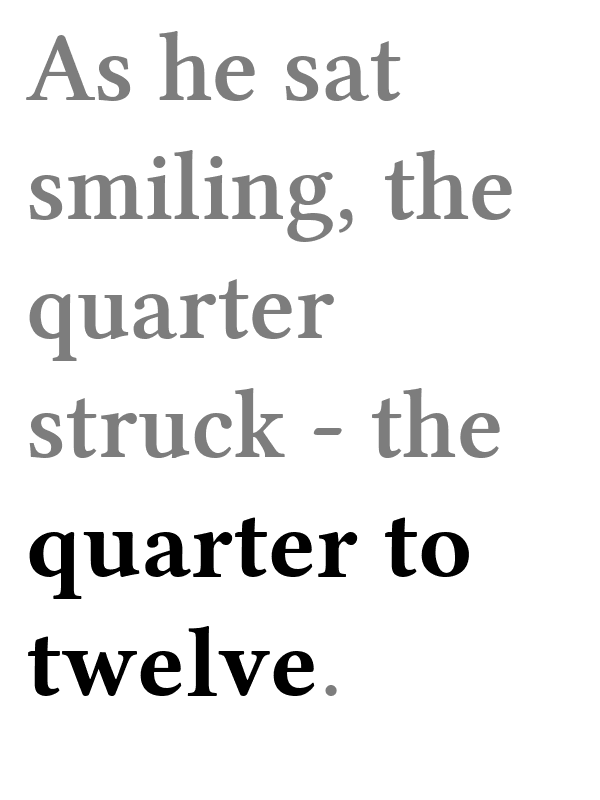 As he sat
smiling, the
quarter
struck - the
quarter to
twelve.